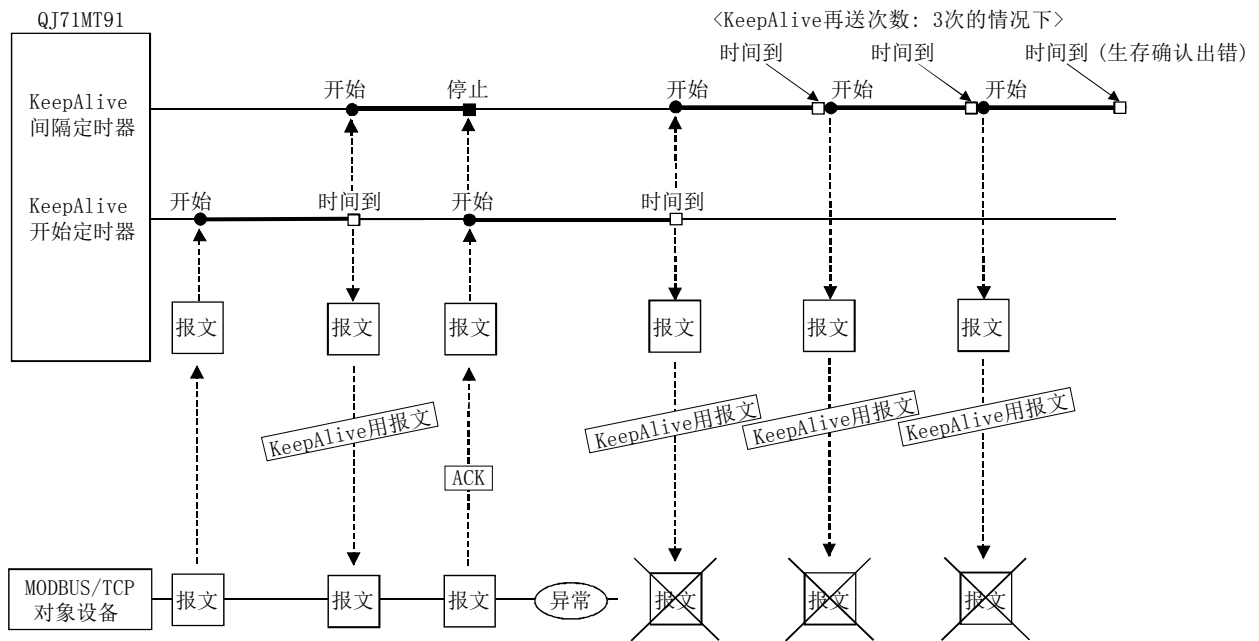 QJ71MT91
〈KeepAlive再送次数: 3次的情况下〉
时间到
时间到
时间到 (生存确认出错)
开始
停止
开始
开始
开始
KeepAlive
间隔定时器
开始
时间到
开始
时间到
KeepAlive
开始定时器
报文
报文
报文
报文
报文
报文
KeepAlive用报文
KeepAlive用报文
KeepAlive用报文
KeepAlive用报文
ACK
MODBUS/TCP
对象设备
报文
报文
报文
异常
报文
报文
报文